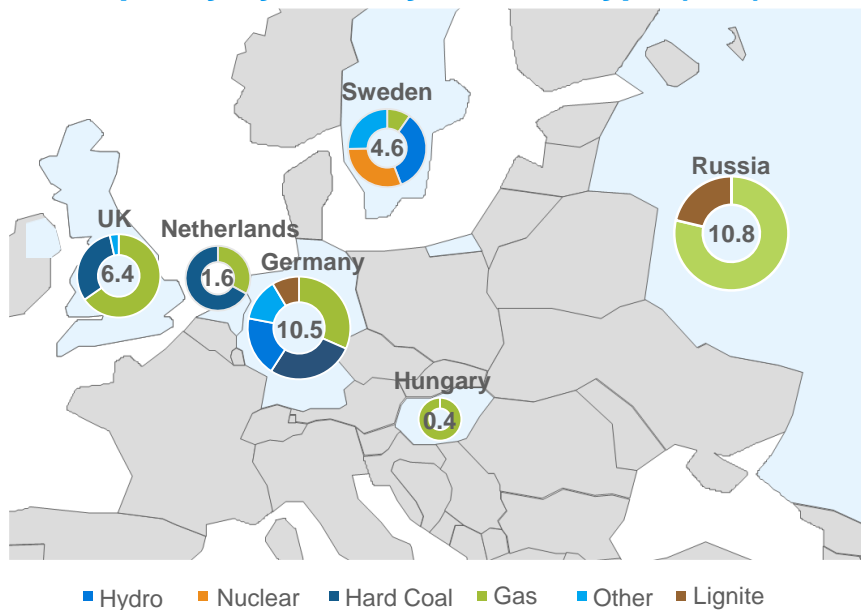 Sweden
4.6
Russia
10.8
UK
6.4
Netherlands
1.6
Germany
10.5
Hungary
0.4
Hydro Nuclear Hard Coal Gas Other Lignite